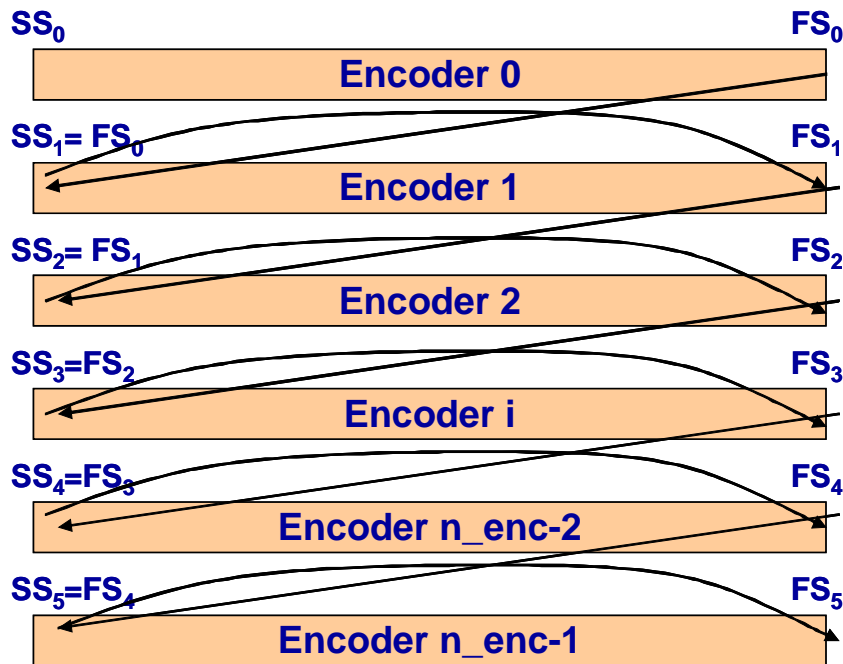 SS₀ FS₀
Encoder 0
SS₁= FS₀ FS₁
Encoder 1
SS₂= FS₁ FS₂
Encoder 2
SS₃=FS₂ FS₃
Encoder i
SS₄=FS₃ FS₄
Encoder n_enc-2
SS₅=FS₄ FS₅
Encoder n_enc-1